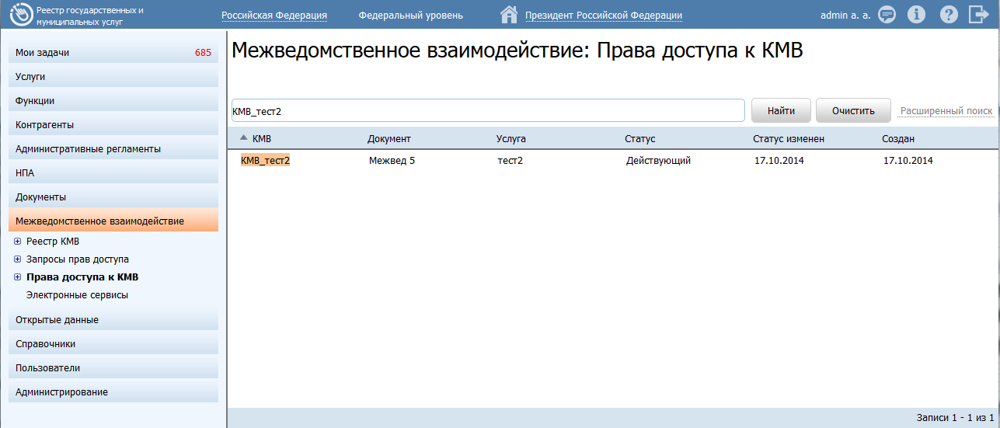 Реестр государственных и
муниципальных услуг
Российская Федерация Федеральный уровень Президент Российской Федерации admin a. a.
Мои задачи 685
Услуги
Функции
Контрагенты
Административные регламенты
НПА
Документы
Межведомственное взаимодействие
Реестр КМВ
Запросы прав доступа
Права доступа к КМВ
Электронные сервисы
Открытые данные
Справочники
Пользователи
Администрирование
Межведомственное взаимодействие: Права доступа к КМВ
КМВ_тест2 Найти Очистить Расширенный поиск
КМВ Документ Услуга Статус Статус изменен Создан
КМВ_тест2 Межвед 5 тест2 Действующий 17.10.2014 17.10.2014
Записи 1 - 1 из 1